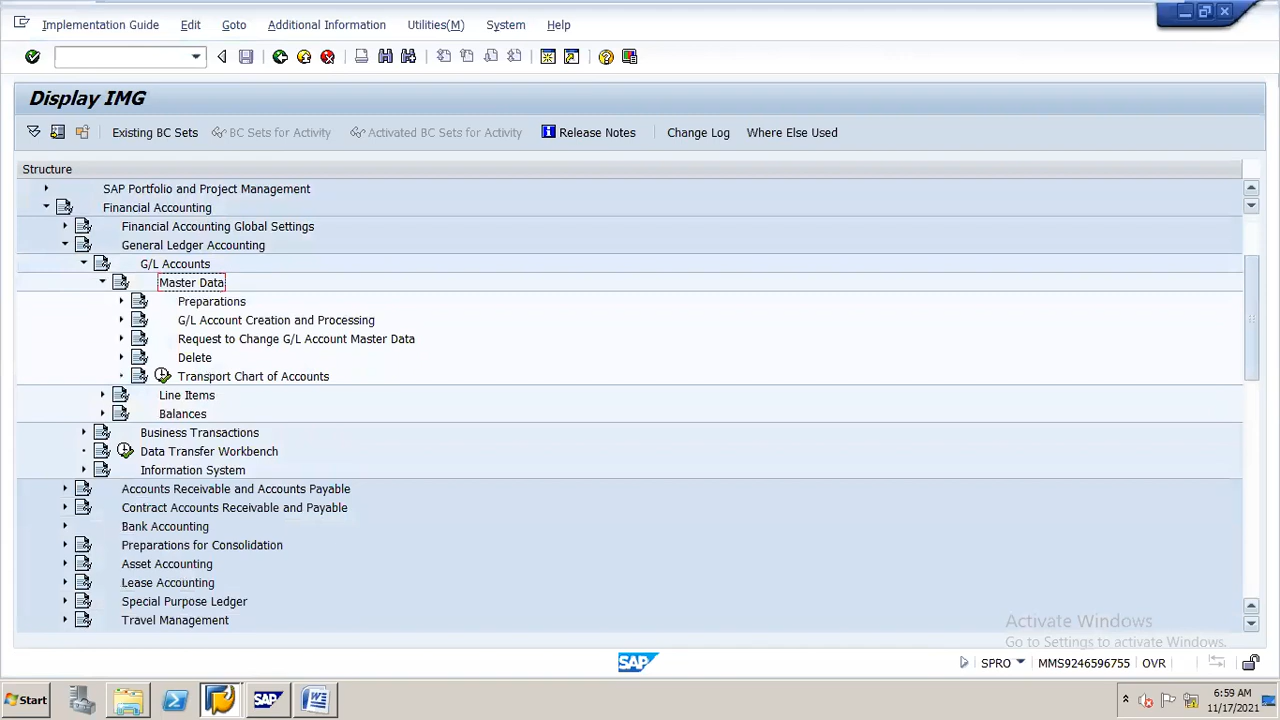 Implementation Guide Edit Goto Additional Information Utilities(M) System Help
Display IMG
Existing BC Sets BC Sets for Activity Activated BC Sets for Activity Release Notes Change Log Where Else Used
Structure
SAP Portfolio and Project Management
Financial Accounting
Financial Accounting Global Settings
General Ledger Accounting
G/L Accounts
Master Data
Preparations
G/L Account Creation and Processing
Request to Change G/L Account Master Data
Delete
Transport Chart of Accounts
Line Items
Balances
Business Transactions
Data Transfer Workbench
Information System
Accounts Receivable and Accounts Payable
Contract Accounts Receivable and Payable
Bank Accounting
Preparations for Consolidation
Asset Accounting
Lease Accounting
Special Purpose Ledger
Travel Management
Activate Windows
Go to Settings to activate Windows.
SAP SPRO MMS9246596755 OVR
Start SAP 6:59 AM
11/17/2021